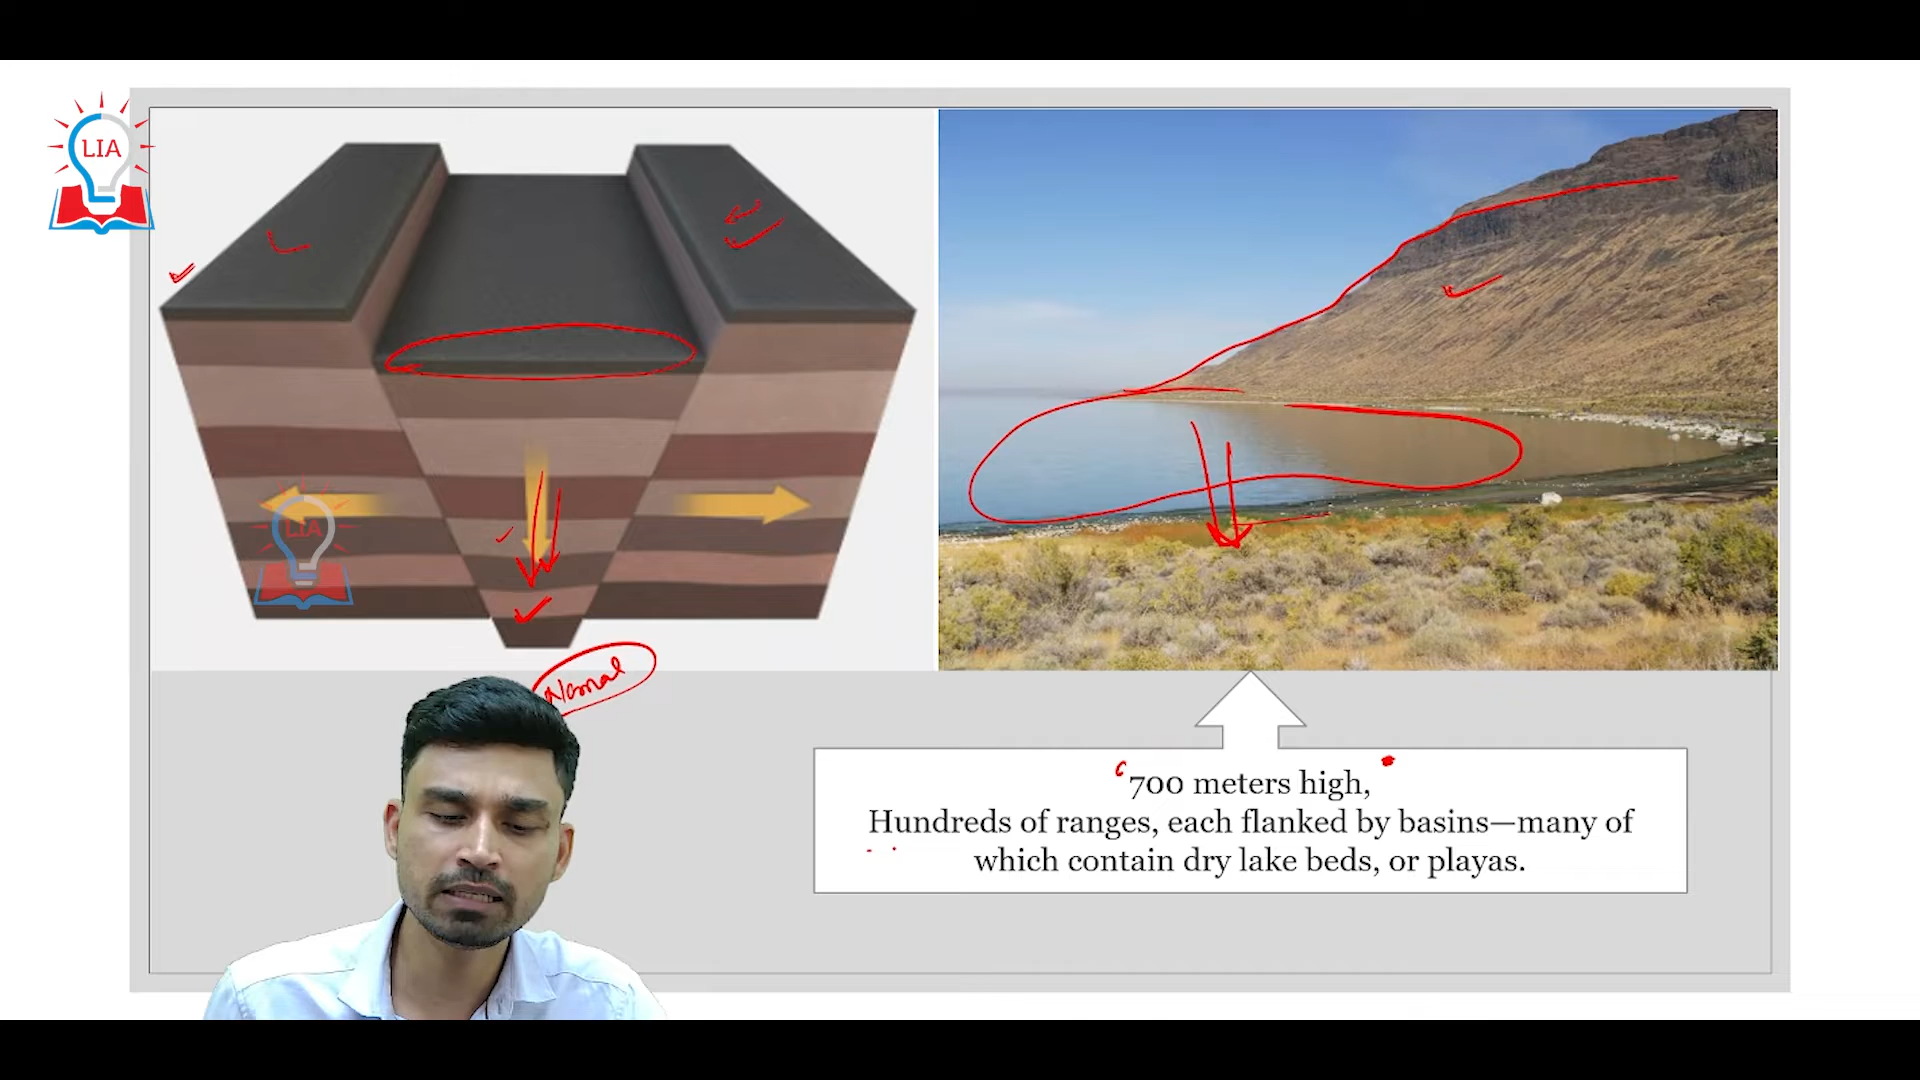 LIA
LIA
Normal
700 meters high,
Hundreds of ranges, each flanked by basins—many of
which contain dry lake beds, or playas.